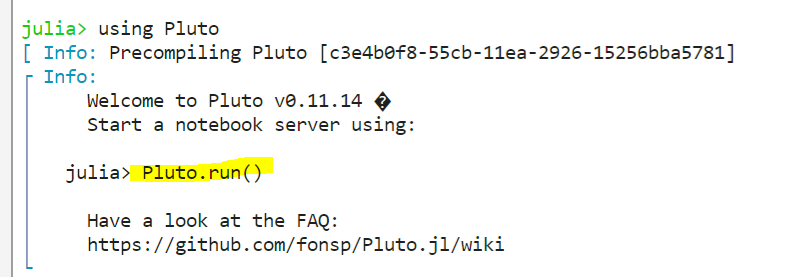 julia> using Pluto
[ Info: Precompiling Pluto [c3e4b0f8-55cb-11ea-2926-15256bba5781]
┌ Info:
│ Welcome to Pluto v0.11.14 �
│ Start a notebook server using:
│ julia> Pluto.run()
│ Have a look at the FAQ:
│ https://github.com/fonsp/Pluto.jl/wiki
└